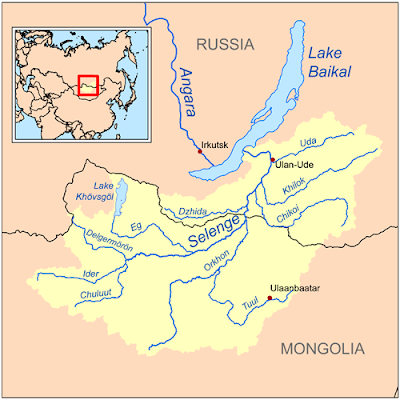 RUSSIA
Lake
Baikal
Angara
Irkutsk
Uda
Ulan-Ude
Khilok
Lake
Khövsgöl
Dzhida
Chikoi
Selenge
Eg
Delgermörön
Orkhon
Ider
Chuluut
Ulaanbaatar
Tuul
MONGOLIA